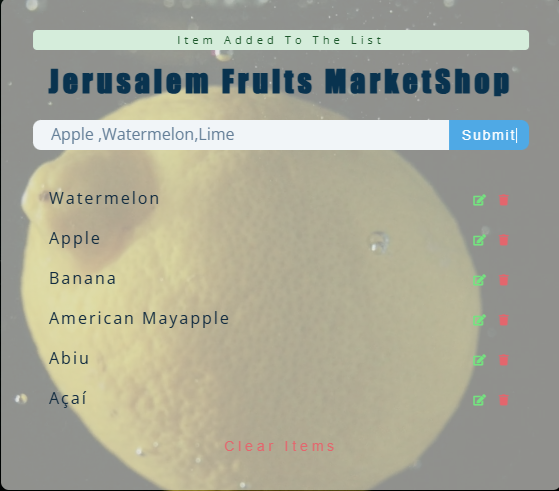 Item Added To The List
Jerusalem Fruits MarketShop
Apple ,Watermelon,Lime
Submit
Watermelon
Apple
Banana
American Mayapple
Abiu
Açaí
Clear Items